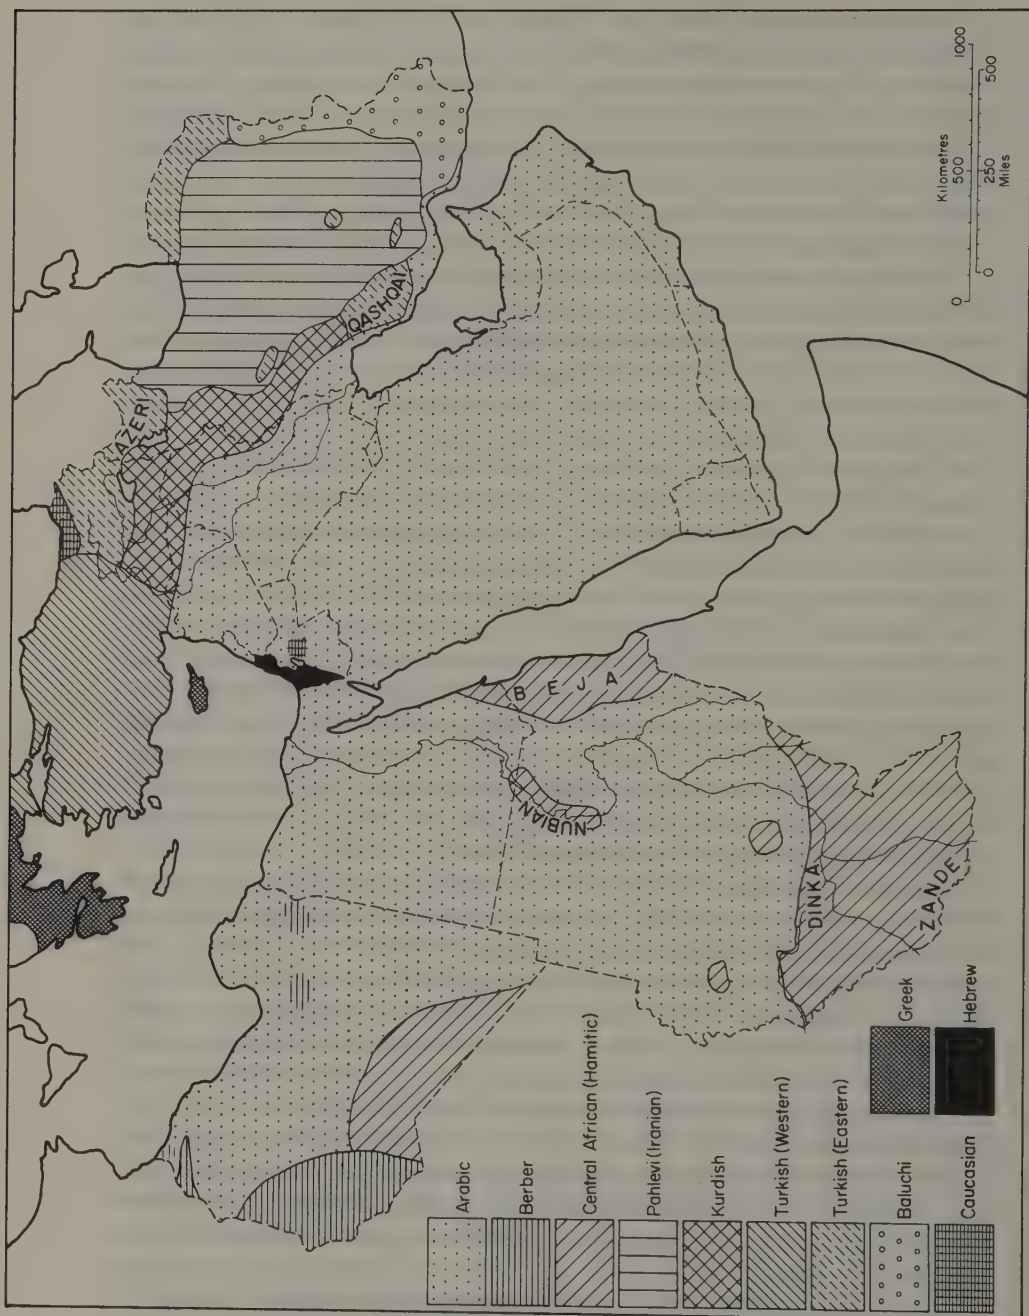 AZERI
QASHQAI
BEJA
NUBIAN
DINKA
ZANDE
Kilometres
0 500 1000
0 250 500
Miles
Arabic
Berber
Central African (Hamitic)
Pahlevi (Iranian)
Kurdish
Turkish (Western)
Turkish (Eastern)
Baluchi
Caucasian
Greek
Hebrew